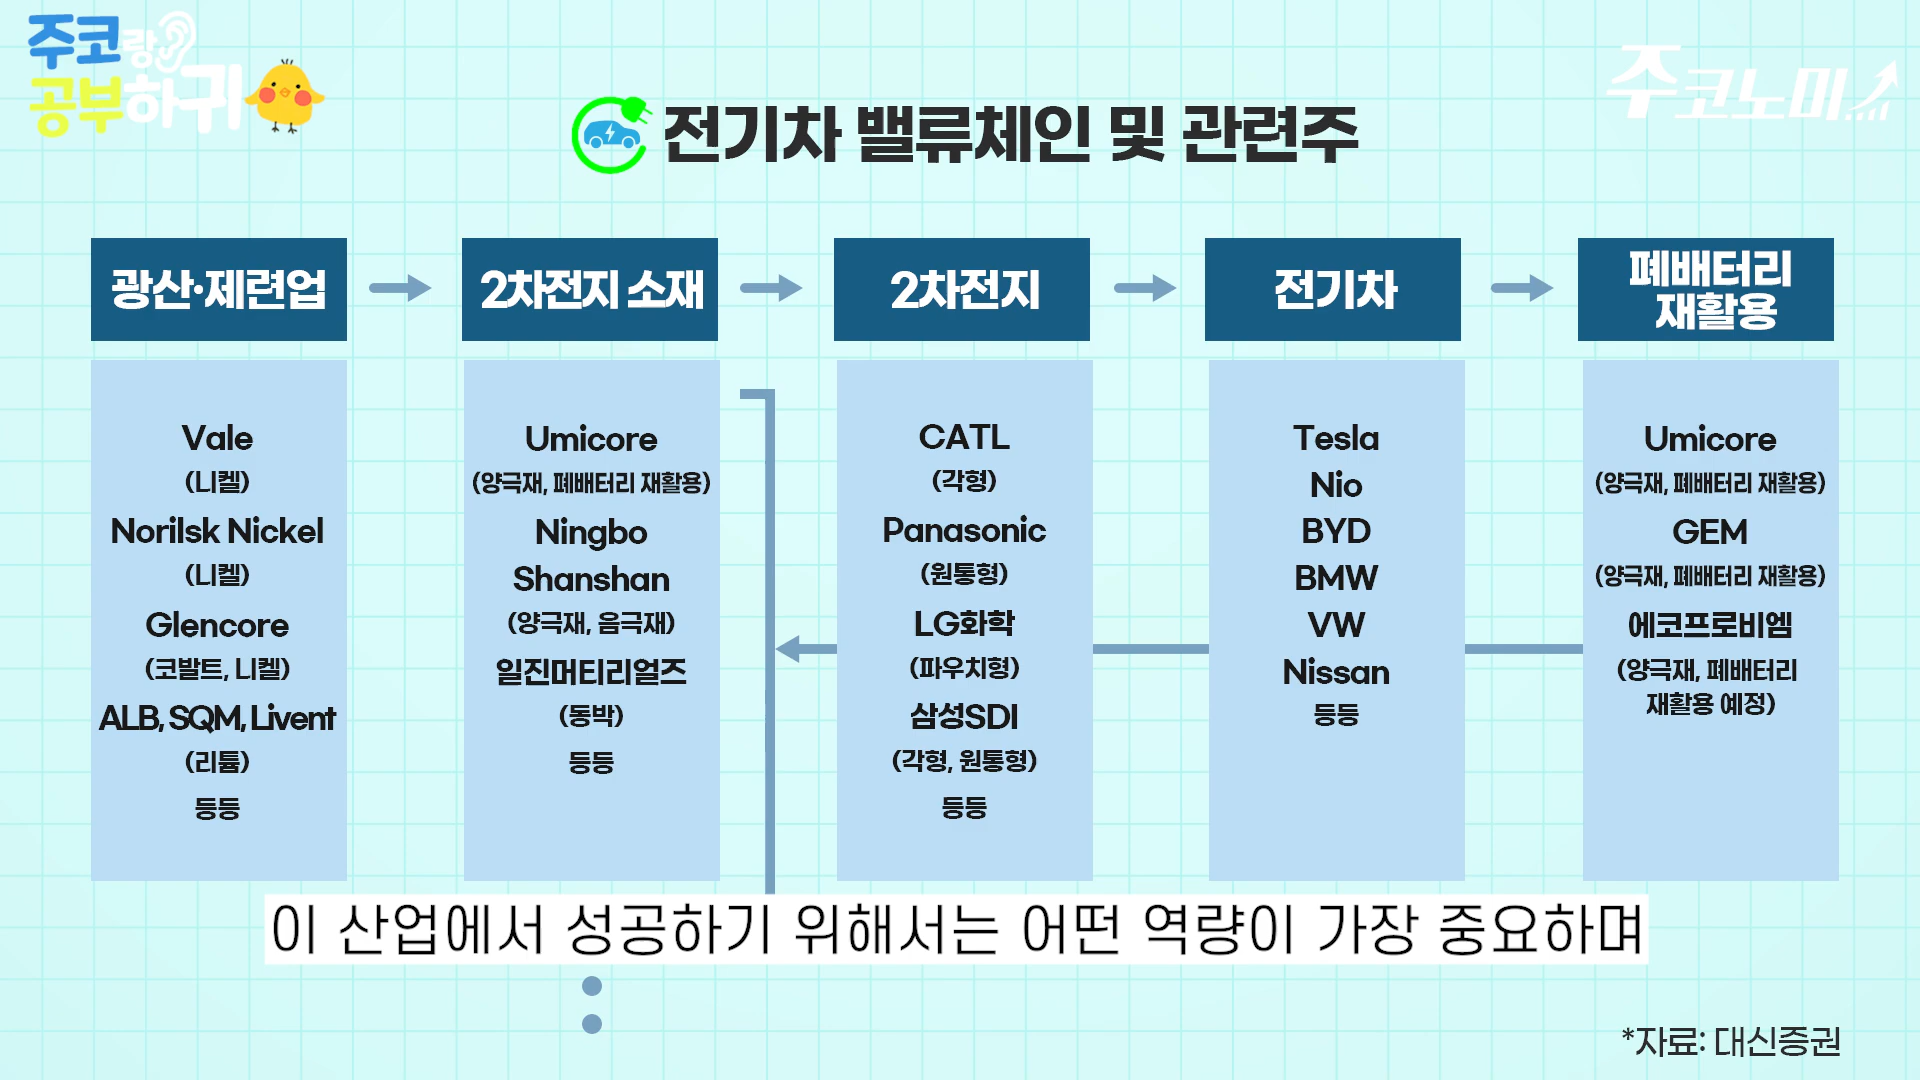 주코랑
공부하귀
주코노미
전기차 밸류체인 및 관련주
광산·제련업
Vale
(니켈)
Norilsk Nickel
(니켈)
Glencore
(코발트, 니켈)
ALB, SQM, Livent
(리튬)
등등
2차전지 소재
Umicore
(양극재, 폐배터리 재활용)
Ningbo
Shanshan
(양극재, 음극재)
일진머티리얼즈
(동박)
등등
2차전지
CATL
(각형)
Panasonic
(원통형)
LG화학
(파우치형)
삼성SDI
(각형, 원통형)
등등
전기차
Tesla
Nio
BYD
BMW
VW
Nissan
등등
폐배터리
재활용
Umicore
(양극재, 폐배터리 재활용)
GEM
(양극재, 폐배터리 재활용)
에코프로비엠
(양극재, 폐배터리
재활용 예정)
이 산업에서 성공하기 위해서는 어떤 역량이 가장 중요하며
*자료: 대신증권